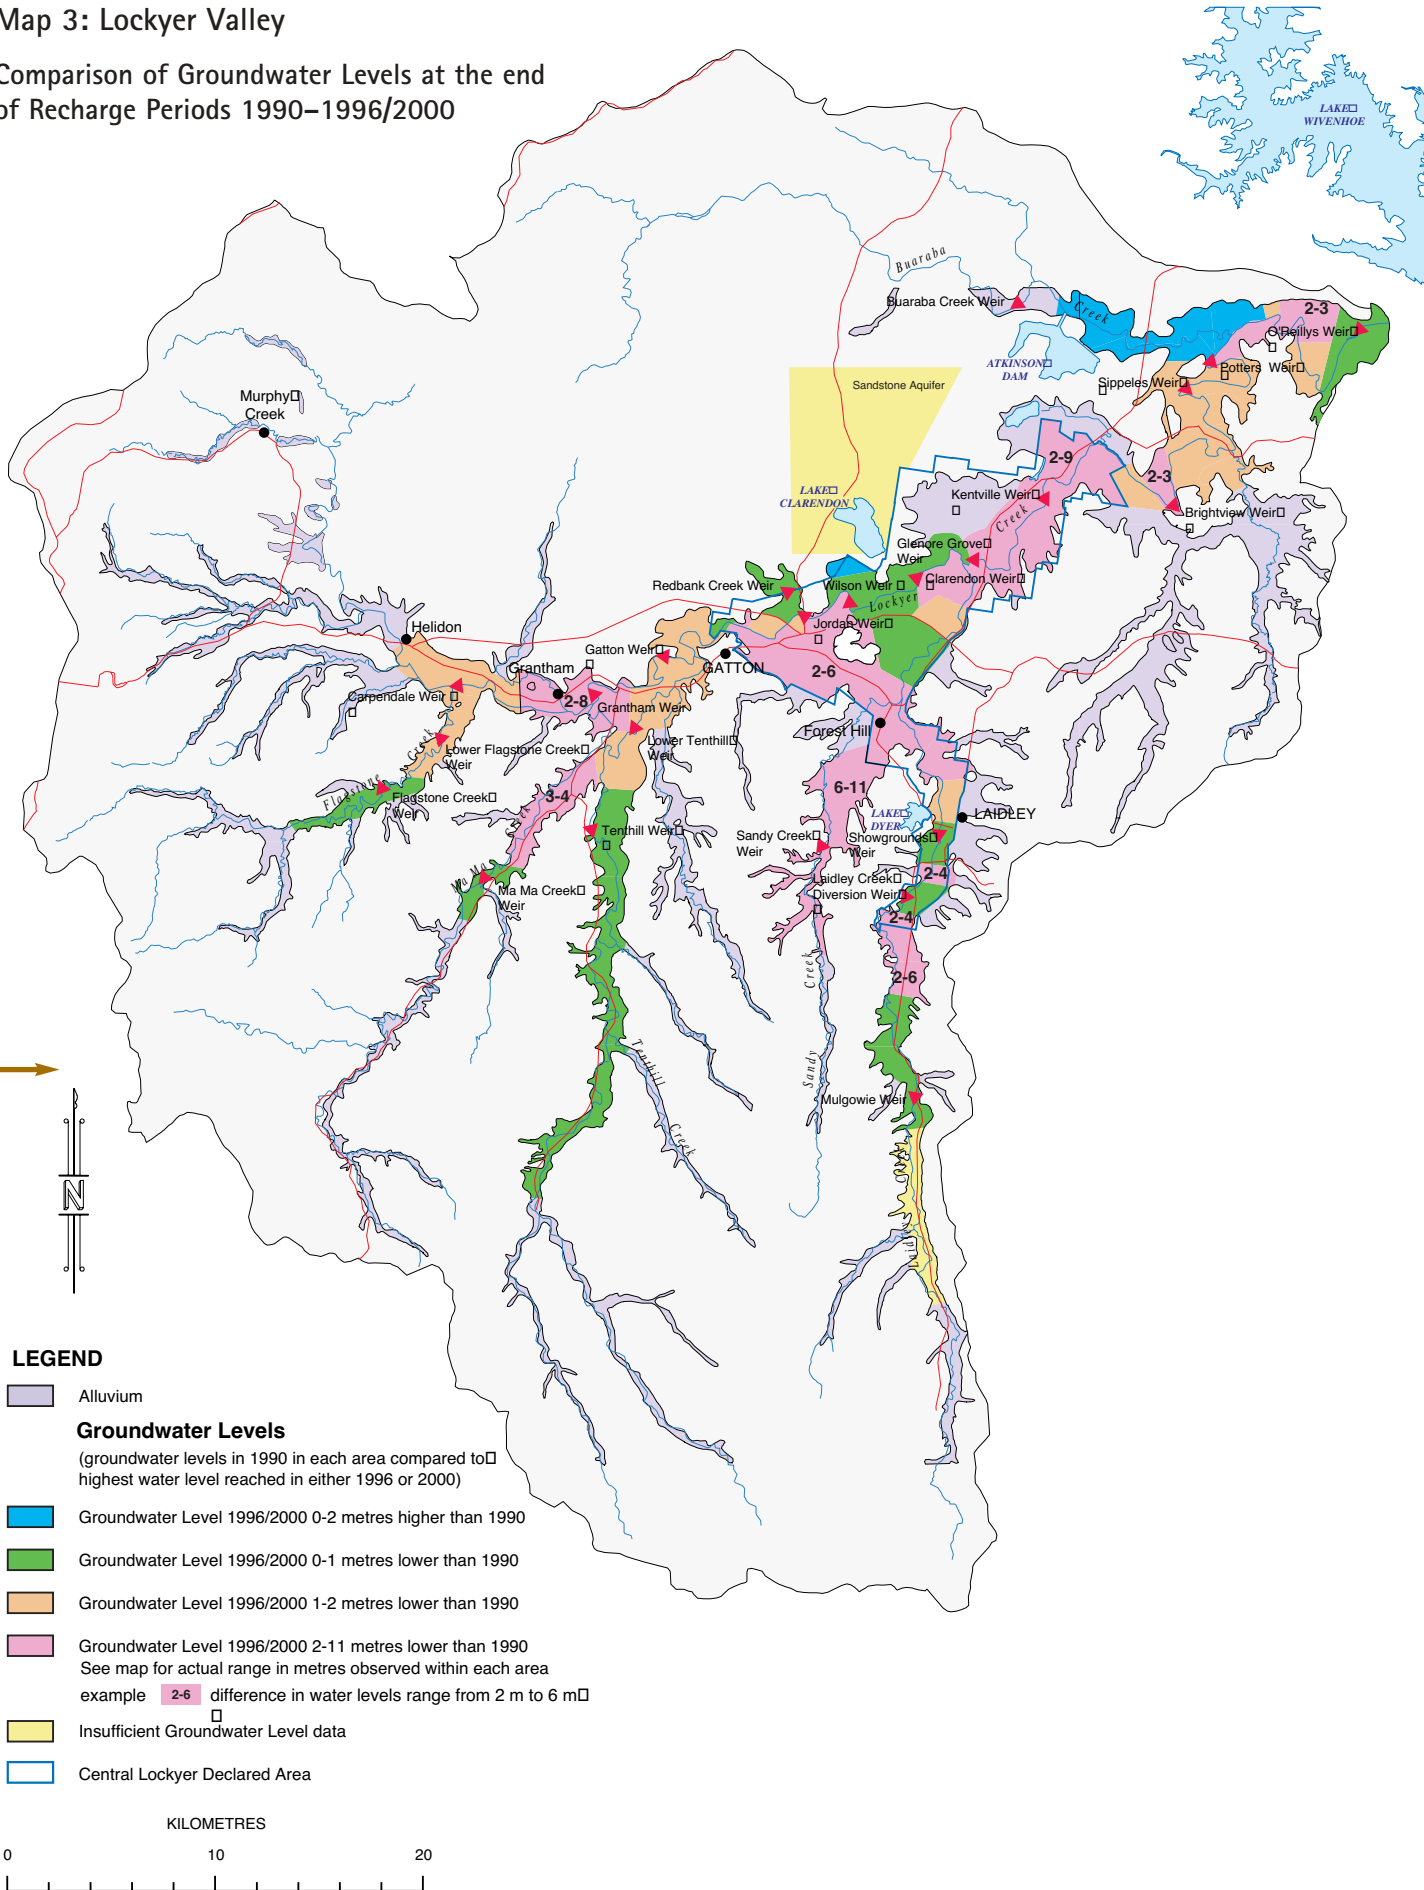 Map 3: Lockyer Valley
Comparison of Groundwater Levels at the end
of Recharge Periods 1990–1996/2000
LAKE
WIVENHOE
Buaraba
Creek
Buaraba Creek Weir
2-3
O'Reillys Weir
ATKINSON
DAM
Potters Weir
Sippeles Weir
Sandstone Aquifer
Murphy
Creek
2-9
2-3
LAKE
CLARENDON
Kentville Weir
Creek
Brightview Weir
Glenore Grove
Weir
Redbank Creek Weir
Wilson Weir
Clarendon Weir
Lockyer
Jordan Weir
Helidon
Gatton Weir
GATTON
Grantham
2-6
Carpendale Weir
2-8
Grantham Weir
Forest Hill
Creek
Lower Flagstone Creek
Weir
Lower Tenthill
Weir
Flagstone
Flagstone Creek
Weir
3-4
6-11
LAKE
DYER
LAIDLEY
Creek
Tenthill Weir
Sandy Creek
Weir
Showgrounds
Weir
Ma Ma
Ma Ma Creek
Weir
Laidley Creek
Diversion Weir
2-4
2-4
2-6
Creek
Sandy
Tenthill
Creek
Mulgowie Weir
N
LEGEND
Alluvium
Groundwater Levels
(groundwater levels in 1990 in each area compared to
highest water level reached in either 1996 or 2000)
Groundwater Level 1996/2000 0-2 metres higher than 1990
Groundwater Level 1996/2000 0-1 metres lower than 1990
Groundwater Level 1996/2000 1-2 metres lower than 1990
Groundwater Level 1996/2000 2-11 metres lower than 1990
See map for actual range in metres observed within each area
example 2-6 difference in water levels range from 2 m to 6 m
Insufficient Groundwater Level data
Central Lockyer Declared Area
KILOMETRES
0 10 20